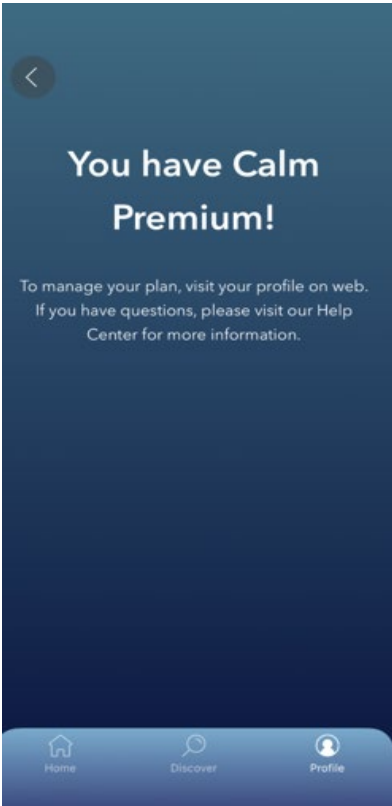 You have Calm
Premium!
To manage your plan, visit your profile on web.
If you have questions, please visit our Help
Center for more information.
Home
Discover
Profile